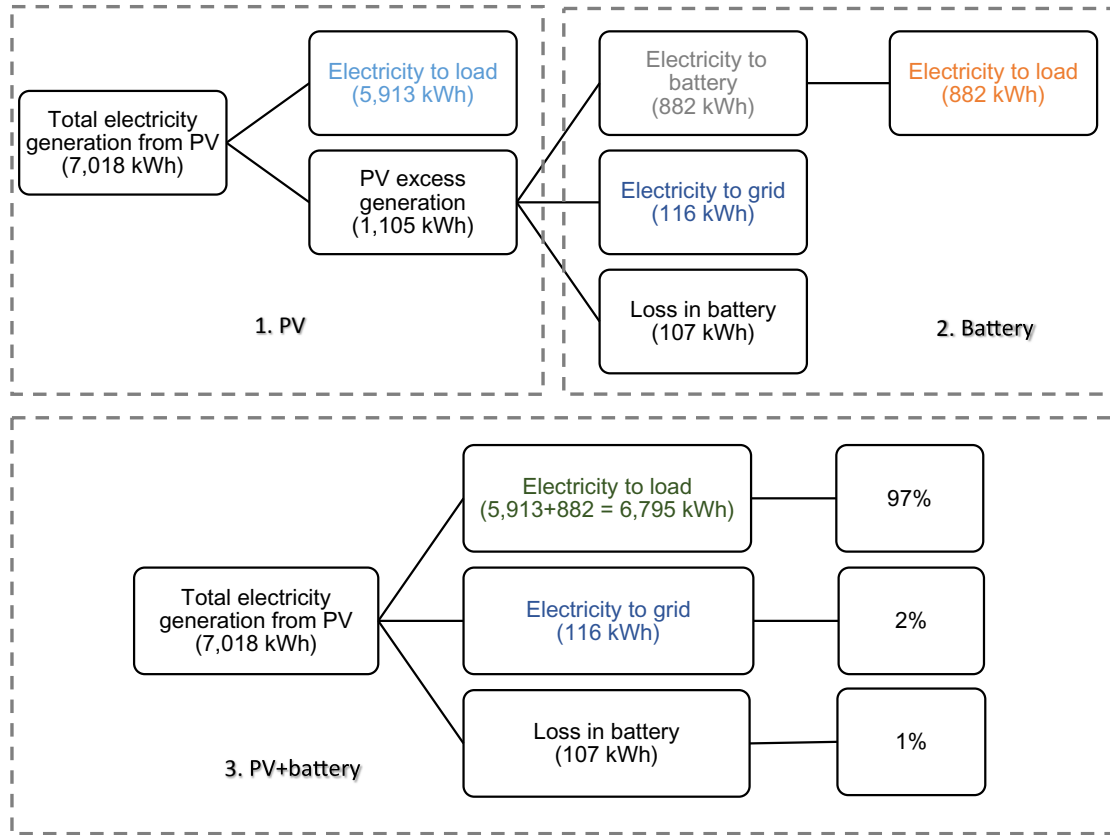 Total electricity
generation from PV
(7,018 kWh)
Electricity to load
(5,913 kWh)
PV excess
generation
(1,105 kWh)
1. PV
Electricity to
battery
(882 kWh)
Electricity to load
(882 kWh)
Electricity to grid
(116 kWh)
Loss in battery
(107 kWh)
2. Battery
Total electricity
generation from PV
(7,018 kWh)
Electricity to load
(5,913+882 = 6,795 kWh)
97%
Electricity to grid
(116 kWh)
2%
Loss in battery
(107 kWh)
1%
3. PV+battery